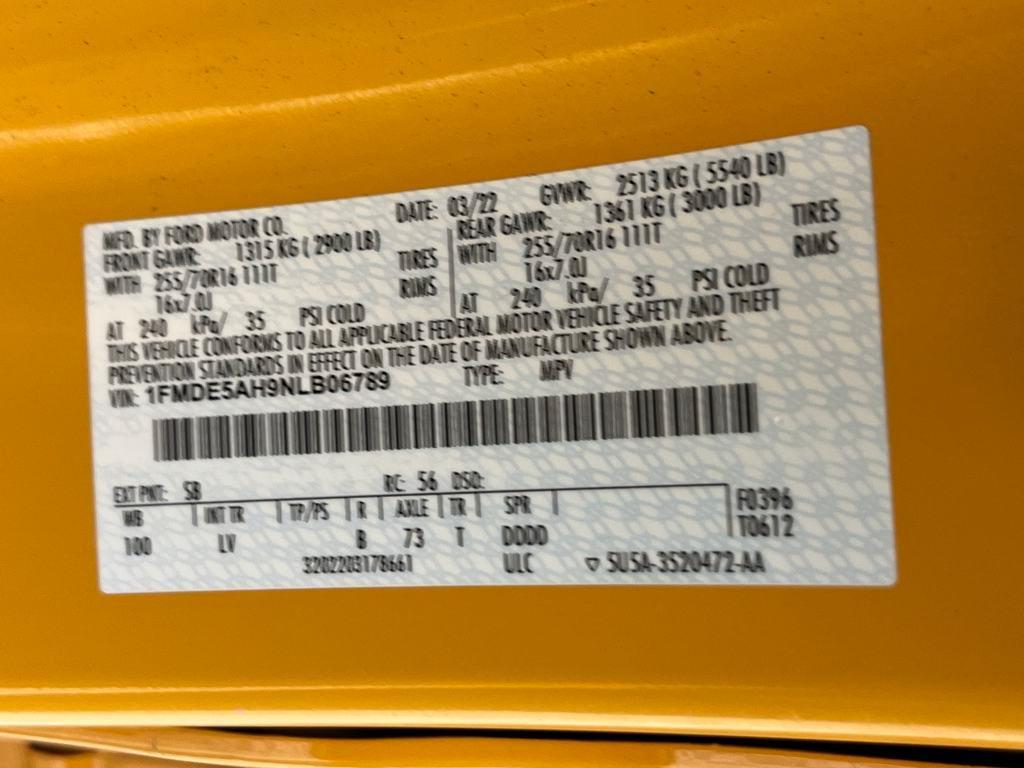 MFD. BY FORD MOTOR CO. DATE: 03/22 GVWR: 2513 KG ( 5540 LB)
FRONT GAWR: 1315 KG ( 2900 LB) REAR GAWR: 1361 KG ( 3000 LB)
WITH 255/70R16 111T TIRES WITH 255/70R16 111T TIRES
16x7.0J RIMS 16x7.0J RIMS
AT 240 kPa/ 35 PSI COLD AT 240 kPa/ 35 PSI COLD
THIS VEHICLE CONFORMS TO ALL APPLICABLE FEDERAL MOTOR VEHICLE SAFETY AND THEFT
PREVENTION STANDARDS IN EFFECT ON THE DATE OF MANUFACTURE SHOWN ABOVE.
VIN: 1FMDE5AH9NLB06789 TYPE: MPV
EXT PNT: SB RC: 56 DSO:
WB INT TR TP/PS R AXLE TR SPR F0396
100 LV B 73 T DDDD T0612
3202203178661 ULC ▽ 5U5A-3520472-AA